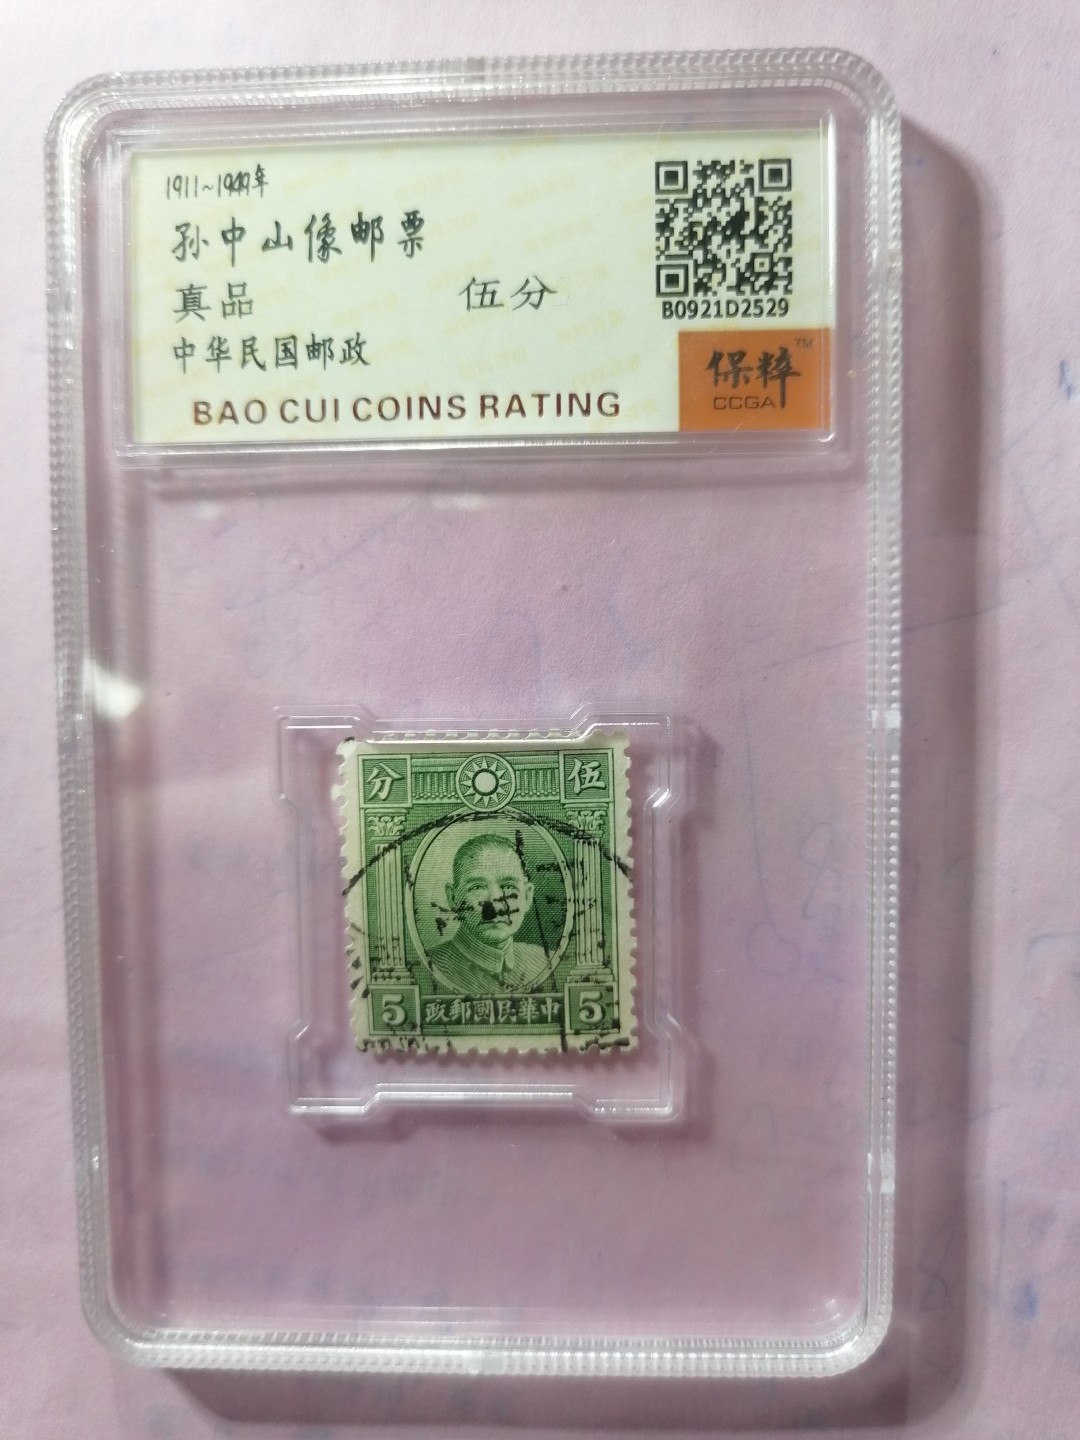 1911~1949年
孙中山像邮票
真品 伍分
中华民国邮政
BAO CUI COINS RATING
B0921D2529
保粹™
CCGA
分 伍
5 政郵國民華中 5